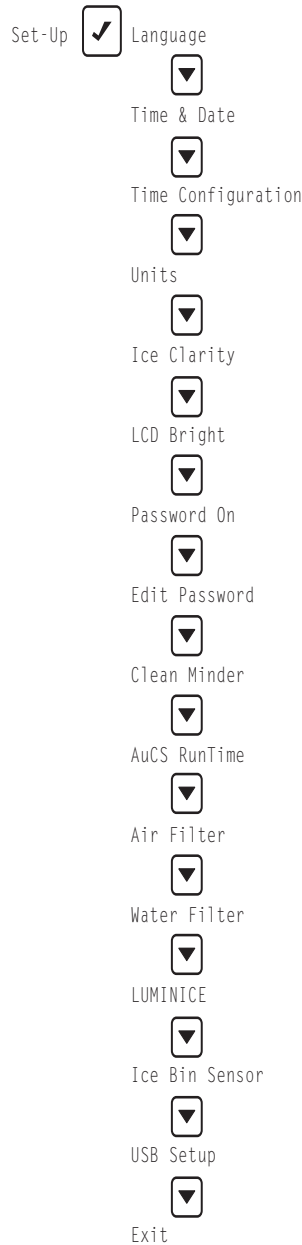 Set-Up Language
Time & Date
Time Configuration
Units
Ice Clarity
LCD Bright
Password On
Edit Password
Clean Minder
AuCS RunTime
Air Filter
Water Filter
LUMINICE
Ice Bin Sensor
USB Setup
Exit